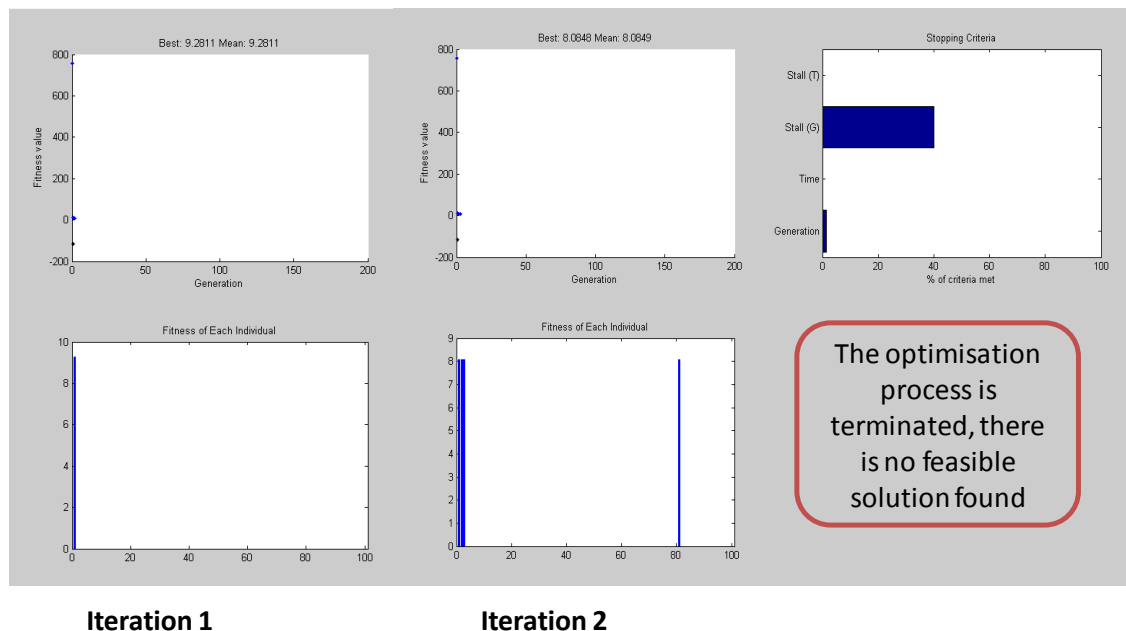 Best: 9.2811 Mean: 9.2811
800
600
400
200
0
-200
Fitness value
0 50 100 150 200
Generation
Best: 8.0848 Mean: 8.0849
800
600
400
200
0
-200
Fitness value
0 50 100 150 200
Generation
Stopping Criteria
Stall (T)
Stall (G)
Time
Generation
0 20 40 60 80 100
% of criteria met
Fitness of Each Individual
10
8
6
4
2
0
0 20 40 60 80 100
Fitness of Each Individual
9
8
7
6
5
4
3
2
1
0
0 20 40 60 80 100
The optimisation
process is
terminated, there
is no feasible
solution found
Iteration 1
Iteration 2